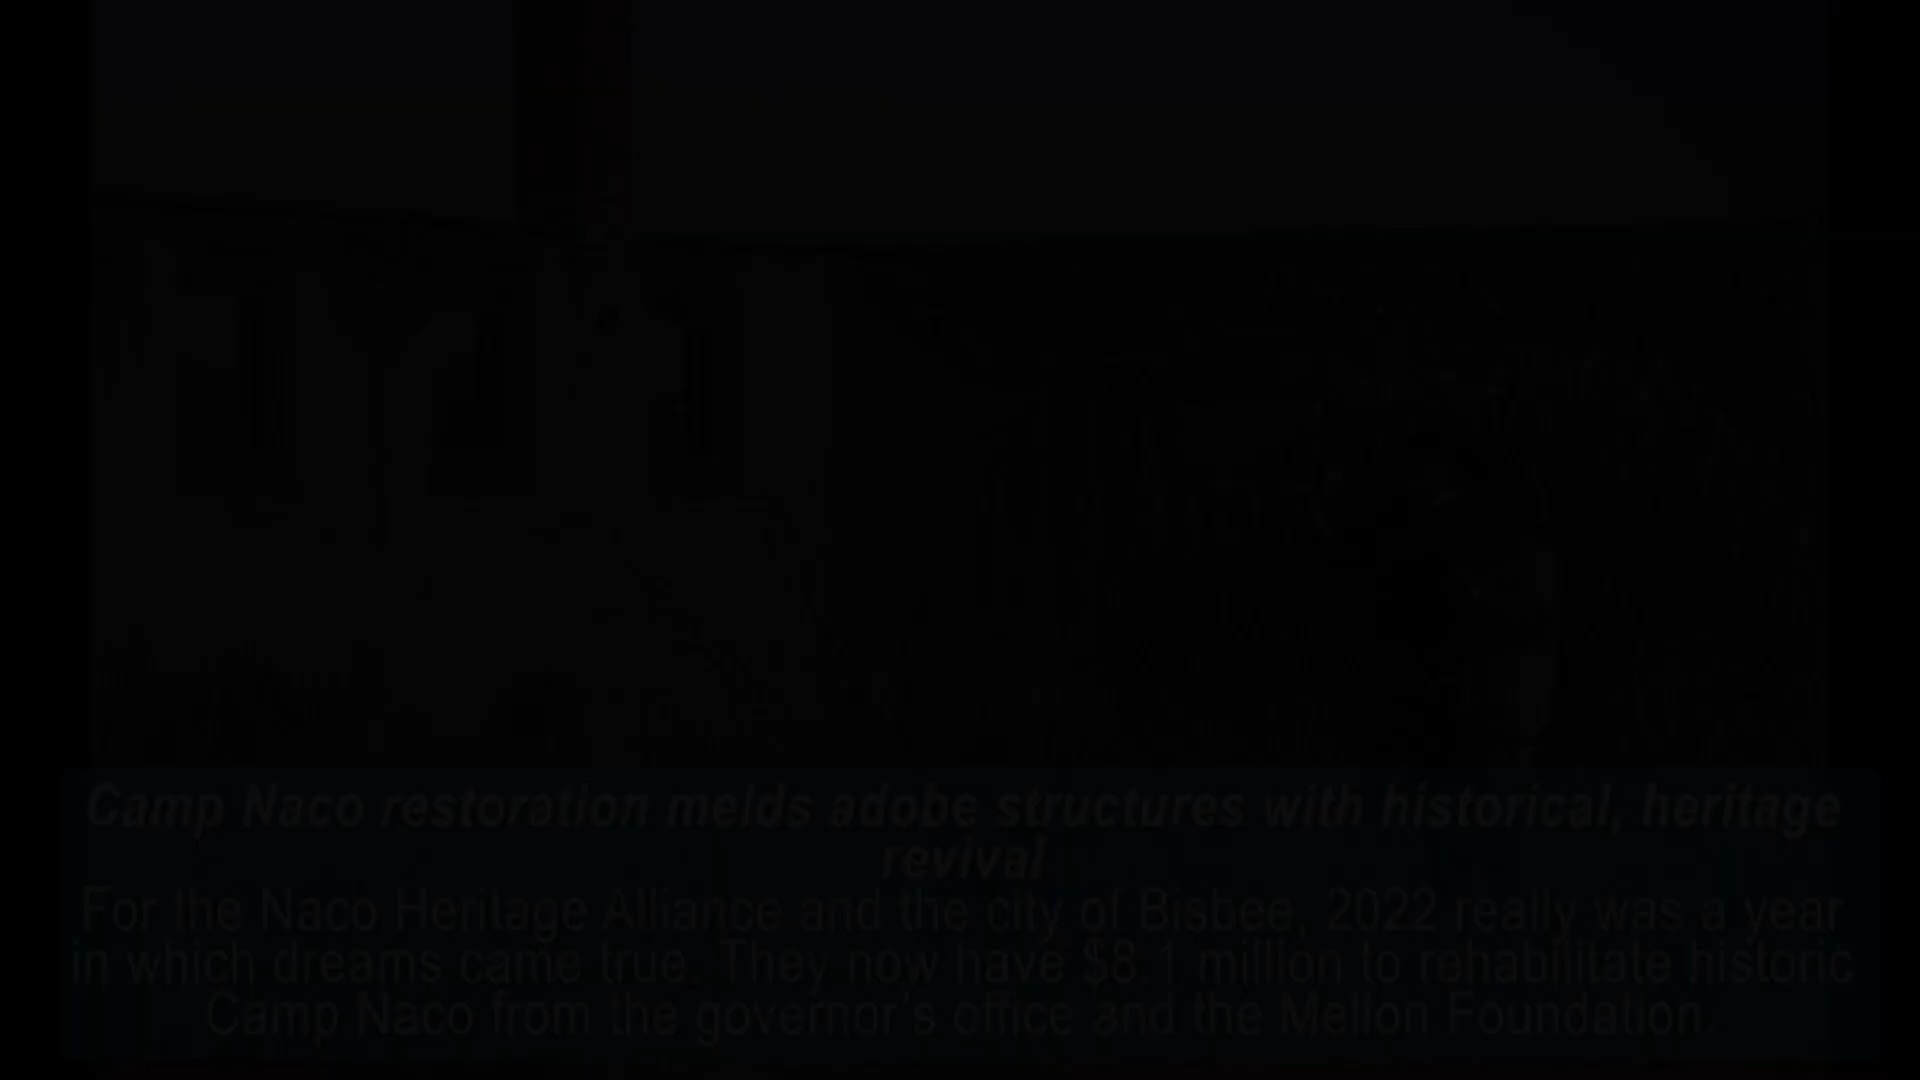 Camp Naco restoration melds adobe structures with historical, heritage
revival
For the Naco Heritage Alliance and the city of Bisbee, 2022 really was a year
in which dreams came true. They now have $8.1 million to rehabilitate historic
Camp Naco from the governor's office and the Mellon Foundation.